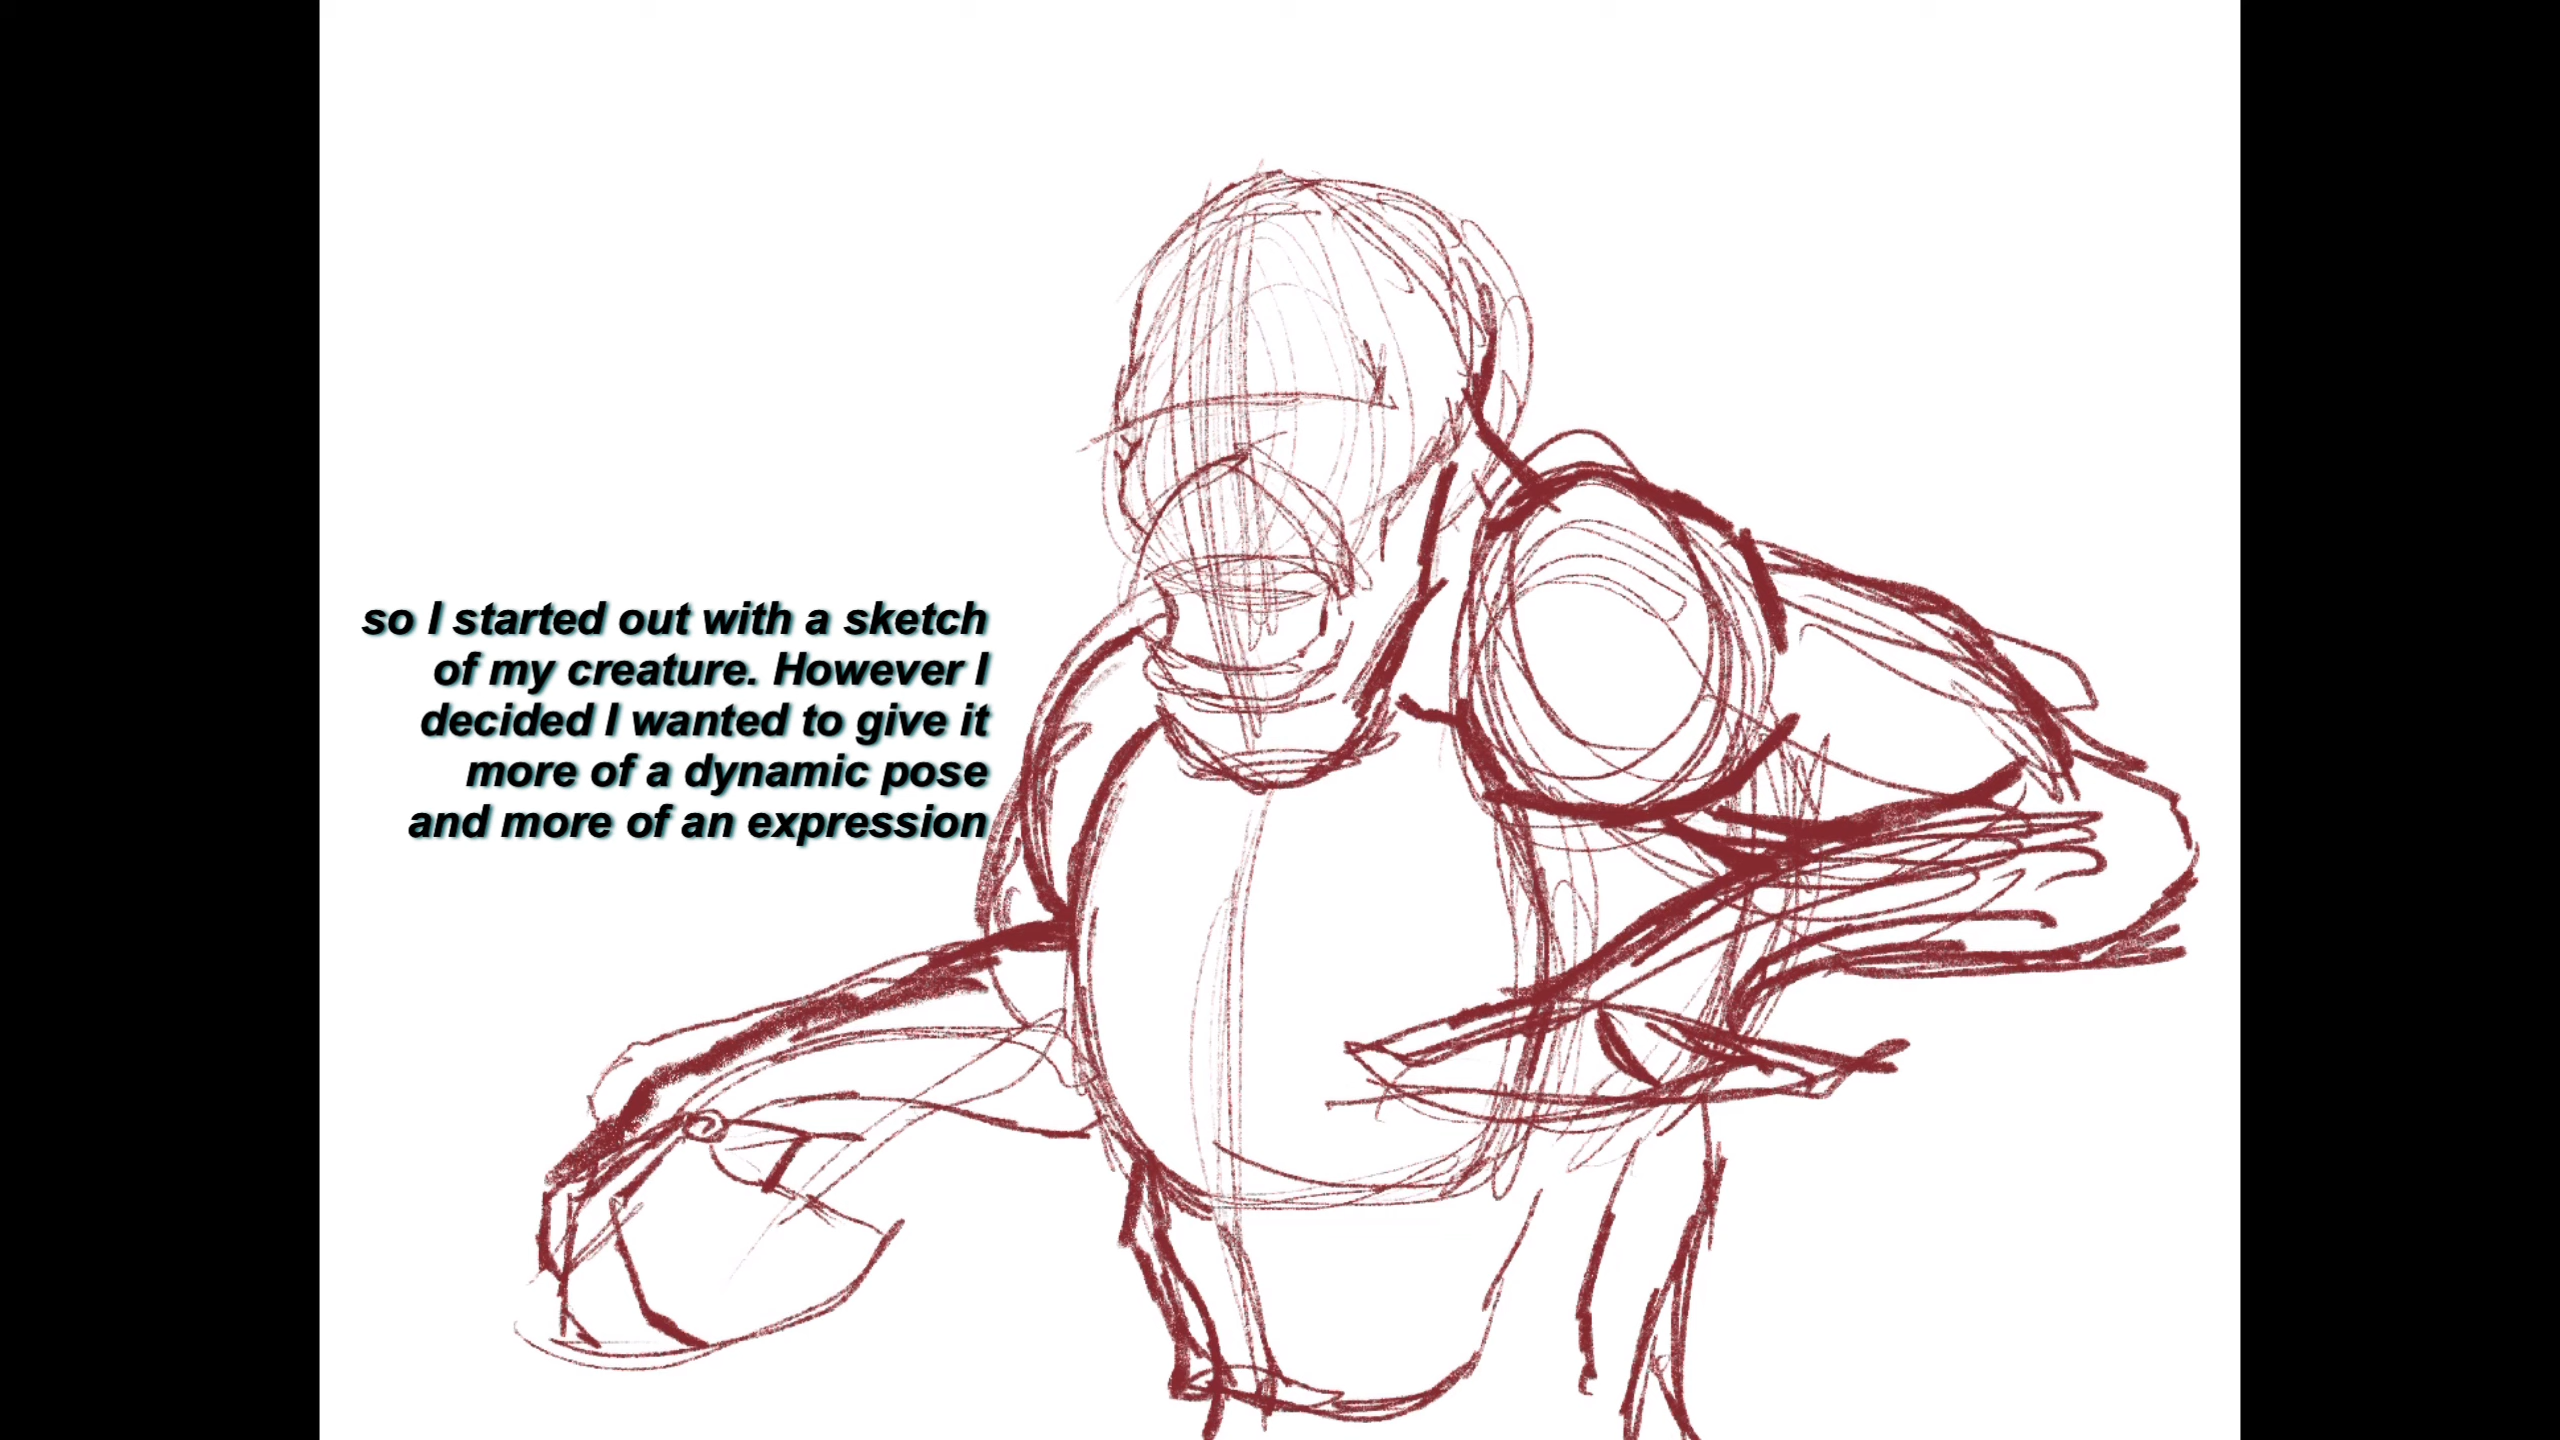 so I started out with a sketch
of my creature. However I
decided I wanted to give it
more of a dynamic pose
and more of an expression